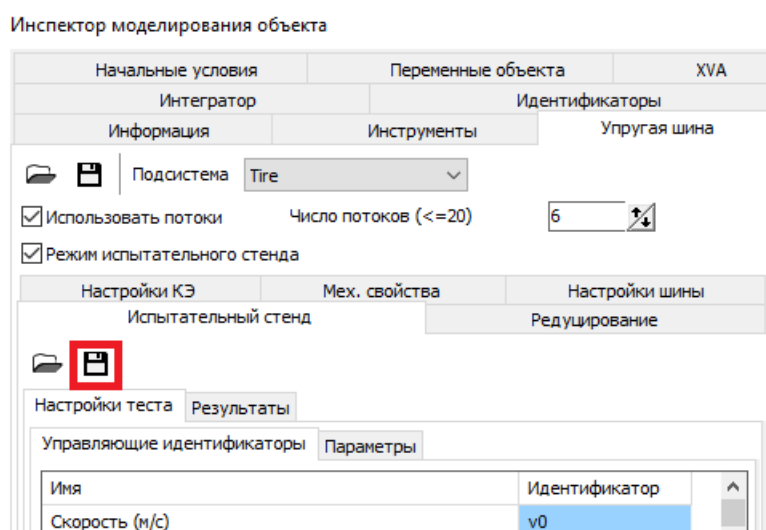 Инспектор моделирования объекта
Начальные условия Переменные объекта XVA
Интегратор Идентификаторы
Информация Инструменты Упругая шина
Подсистема Tire
Использовать потоки Число потоков (<=20) 6
Режим испытательного стенда
Настройки КЭ Мех. свойства Настройки шины
Испытательный стенд Редуцирование
Настройки теста Результаты
Управляющие идентификаторы Параметры
Имя Идентификатор
Скорость (м/с) v0